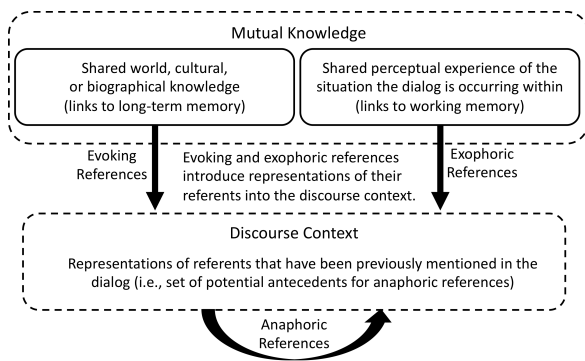 Mutual Knowledge
Shared world, cultural,
or biographical knowledge
(links to long-term memory)
Shared perceptual experience of the
situation the dialog is occurring within
(links to working memory)
Evoking
References
Evoking and exophoric references
introduce representations of their
referents into the discourse context.
Exophoric
References
Discourse Context
Representations of referents that have been previously mentioned in the
dialog (i.e., set of potential antecedents for anaphoric references)
Anaphoric
References